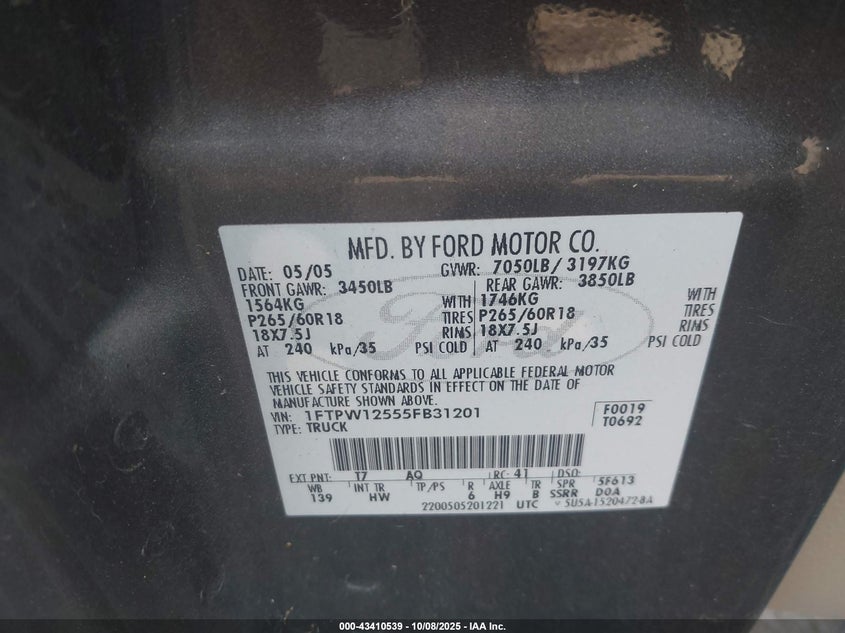 MFD. BY FORD MOTOR CO.
DATE: 05/05 GVWR: 7050LB/ 3197KG
FRONT GAWR: 3450LB REAR GAWR: 3850LB
1564KG WITH 1746KG WITH
P265/60R18 TIRES P265/60R18 TIRES
18X7.5J RIMS 18X7.5J RIMS
AT 240 kPa/35 PSI COLD AT 240 kPa/35 PSI COLD
THIS VEHICLE CONFORMS TO ALL APPLICABLE FEDERAL MOTOR
VEHICLE SAFETY STANDARDS IN EFFECT ON THE DATE OF
MANUFACTURE SHOWN ABOVE.
VIN: 1FTPW12555FB31201 F0019
TYPE: TRUCK T0692
EXT PNT: T7 AQ RC: 41 DSO:
WB INT TR TP/PS R AXLE TR SPR 5F613
139 HW 6 H9 B SSRR DOA
2200505201221 UTC 5U5A-1520472-8A
Ford
000-43410539 - 10/08/2025 - IAA Inc.